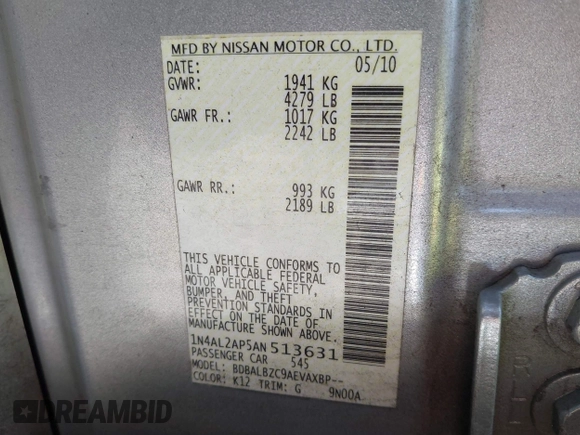 MFD BY NISSAN MOTOR CO., LTD.
DATE: 05/10
GVWR: 1941 KG
4279 LB
GAWR FR.: 1017 KG
2242 LB
GAWR RR.: 993 KG
2189 LB
THIS VEHICLE CONFORMS TO
ALL APPLICABLE FEDERAL
MOTOR VEHICLE SAFETY,
BUMPER, AND THEFT
PREVENTION STANDARDS IN
EFFECT ON THE DATE OF
MANUFACTURE SHOWN ABOVE.
1N4AL2AP5AN513631
PASSENGER CAR 545
MODEL: BDBALBZC9AEVAXBP--
COLOR: K12 TRIM: G 9N00A
DREAMBID